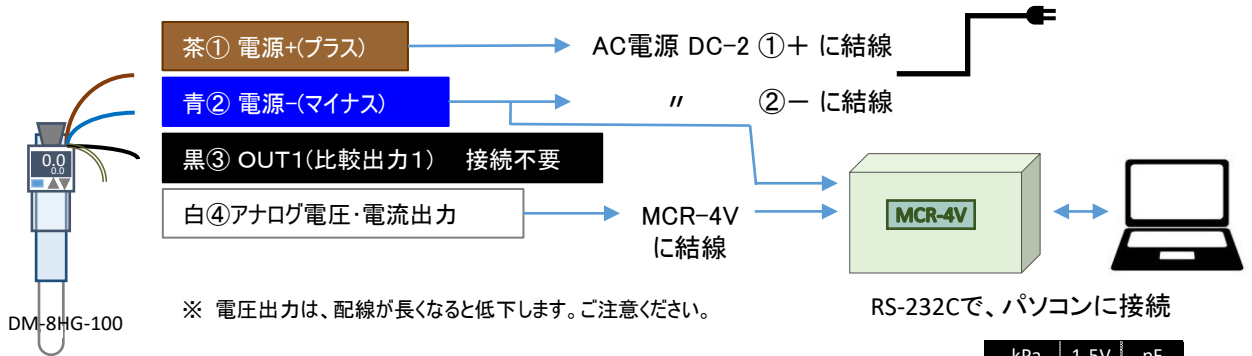 茶① 電源+(プラス)
AC電源 DC-2 ①+ に結線
青② 電源-(マイナス)
〃 ②- に結線
黒③ OUT1(比較出力1) 接続不要
白④アナログ電圧・電流出力
MCR-4V
に結線
MCR-4V
0.0
0.0
DM-8HG-100
※ 電圧出力は、配線が長くなると低下します。ご注意ください。
RS-232Cで、パソコンに接続
kPa 1-5V pF